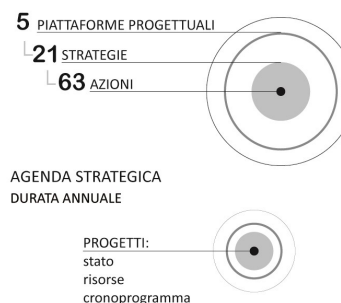 5 PIATTAFORME PROGETTUALI
21 STRATEGIE
63 AZIONI
AGENDA STRATEGICA
DURATA ANNUALE
PROGETTI:
stato
risorse
cronoprogramma